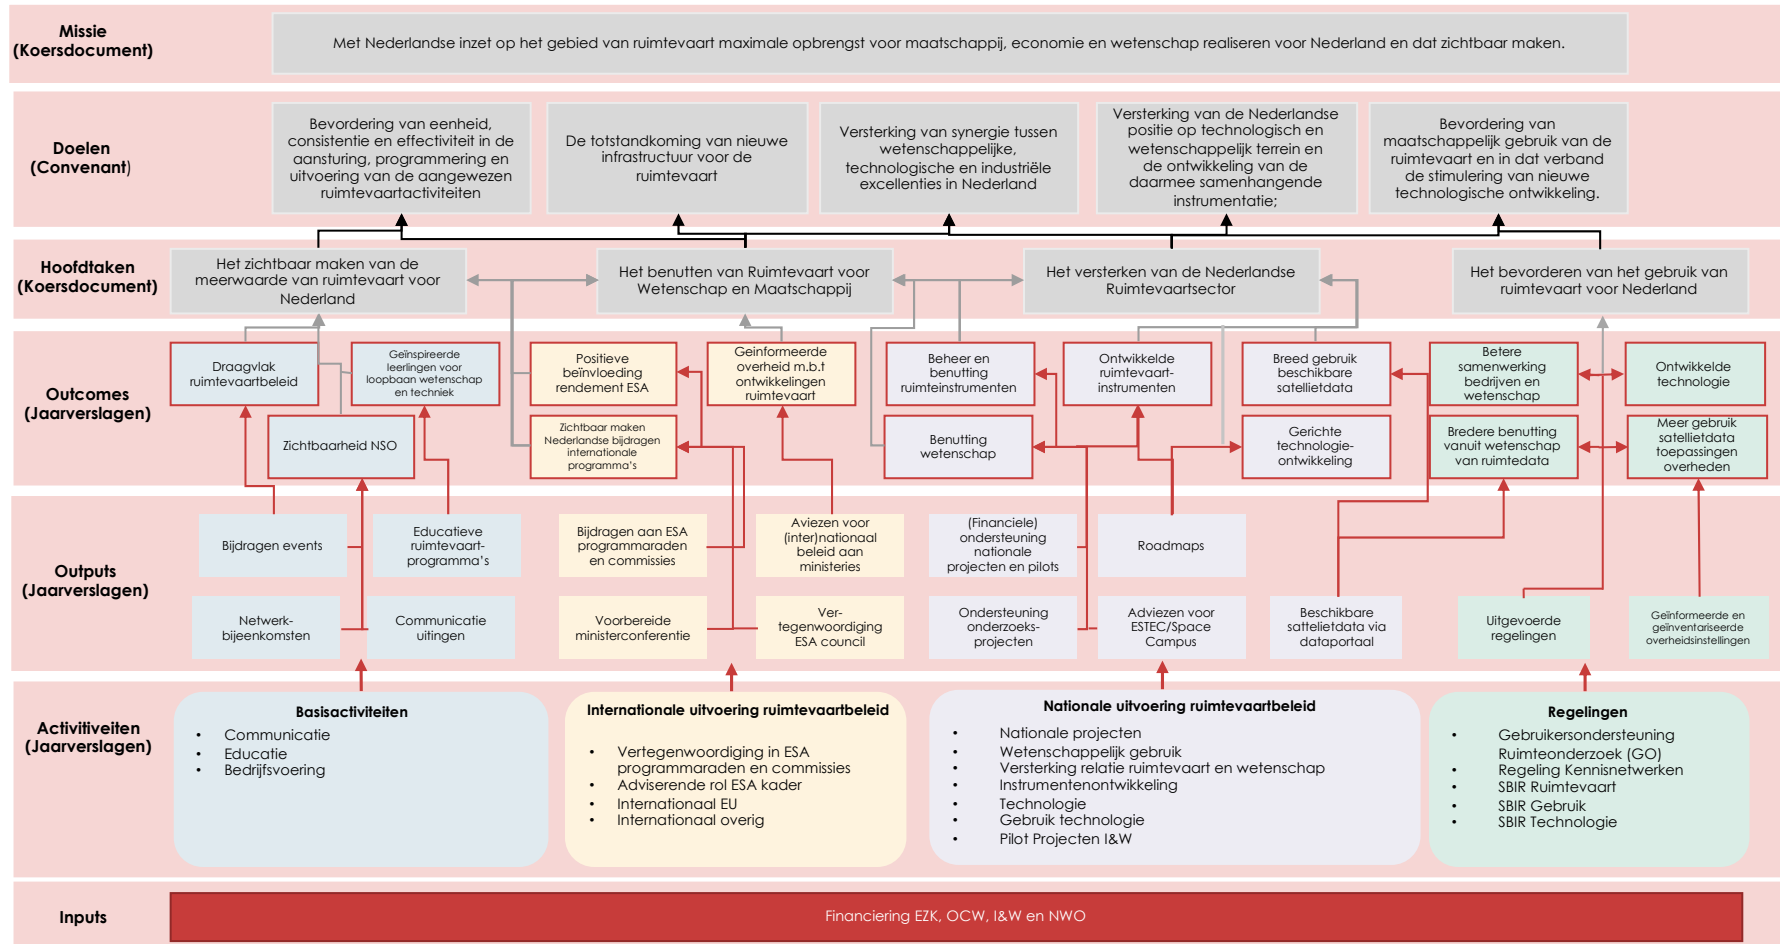 Missie
(Koersdocument)
Met Nederlandse inzet op het gebied van ruimtevaart maximale opbrengst voor maatschappij, economie en wetenschap realiseren voor Nederland en dat zichtbaar maken.
Doelen
(Convenant)
Bevordering van eenheid,
consistentie en effectiviteit in de
aansturing, programmering en
uitvoering van de aangewezen
ruimtevaartactiviteiten
De totstandkoming van nieuwe
infrastructuur voor de
ruimtevaart
Versterking van synergie tussen
wetenschappelijke,
technologische en industriële
excellenties in Nederland
Versterking van de Nederlandse
positie op technologisch en
wetenschappelijk terrein en
de ontwikkeling van de
daarmee samenhangende
instrumentatie;
Bevordering van
maatschappelijk gebruik van de
ruimtevaart en in dat verband
de stimulering van nieuwe
technologische ontwikkeling.
Hoofdtaken
(Koersdocument)
Het zichtbaar maken van de
meerwaarde van ruimtevaart voor
Nederland
Het benutten van Ruimtevaart voor
Wetenschap en Maatschappij
Het versterken van de Nederlandse
Ruimtevaartsector
Het bevorderen van het gebruik van
ruimtevaart voor Nederland
Outcomes
(Jaarverslagen)
Draagvlak
ruimtevaartbeleid
Geïnspireerde
leerlingen voor
loopbaan wetenschap
en techniek
Positieve
beïnvloeding
rendement ESA
Geinformeerde
overheid m.b.t
ontwikkelingen
ruimtevaart
Beheer en
benutting
ruimteinstrumenten
Ontwikkelde
ruimtevaart-
instrumenten
Breed gebruik
beschikbare
satellietdata
Betere
samenwerking
bedrijven en
wetenschap
Ontwikkelde
technologie
Zichtbaarheid NSO
Zichtbaar maken
Nederlandse bijdragen
internationale
programma's
Benutting
wetenschap
Gerichte
technologie-
ontwikkeling
Bredere benutting
vanuit wetenschap
van ruimtedata
Meer gebruik
satellietdata
toepassingen
overheden
Outputs
(Jaarverslagen)
Bijdragen events
Educatieve
ruimtevaart-
programma's
Bijdragen aan ESA
programmaraden
en commissies
Aviezen voor
(inter)nationaal
beleid aan
ministeries
(Financiele)
ondersteuning
nationale
projecten en pilots
Roadmaps
Netwerk-
bijeenkomsten
Communicatie
uitingen
Voorbereide
ministerconferentie
Ver-
tegenwoordiging
ESA council
Ondersteuning
onderzoeks-
projecten
Adviezen voor
ESTEC/Space
Campus
Beschikbare
sattelietdata via
dataportaal
Uitgevoerde
regelingen
Geïnformeerde en
geïnventariseerde
overheidsinstellingen
Activitiveiten
(Jaarverslagen)
Basisactiviteiten
• Communicatie
• Educatie
• Bedrijfsvoering
Internationale uitvoering ruimtevaartbeleid
• Vertegenwoordiging in ESA
programmaraden en commissies
• Adviserende rol ESA kader
• Internationaal EU
• Internationaal overig
Nationale uitvoering ruimtevaartbeleid
• Nationale projecten
• Wetenschappelijk gebruik
• Versterking relatie ruimtevaart en wetenschap
• Instrumentenontwikkeling
• Technologie
• Gebruik technologie
• Pilot Projecten I&W
Regelingen
• Gebruikersondersteuning
Ruimteonderzoek (GO)
• Regeling Kennisnetwerken
• SBIR Ruimtevaart
• SBIR Gebruik
• SBIR Technologie
Inputs
Financiering EZK, OCW, I&W en NWO